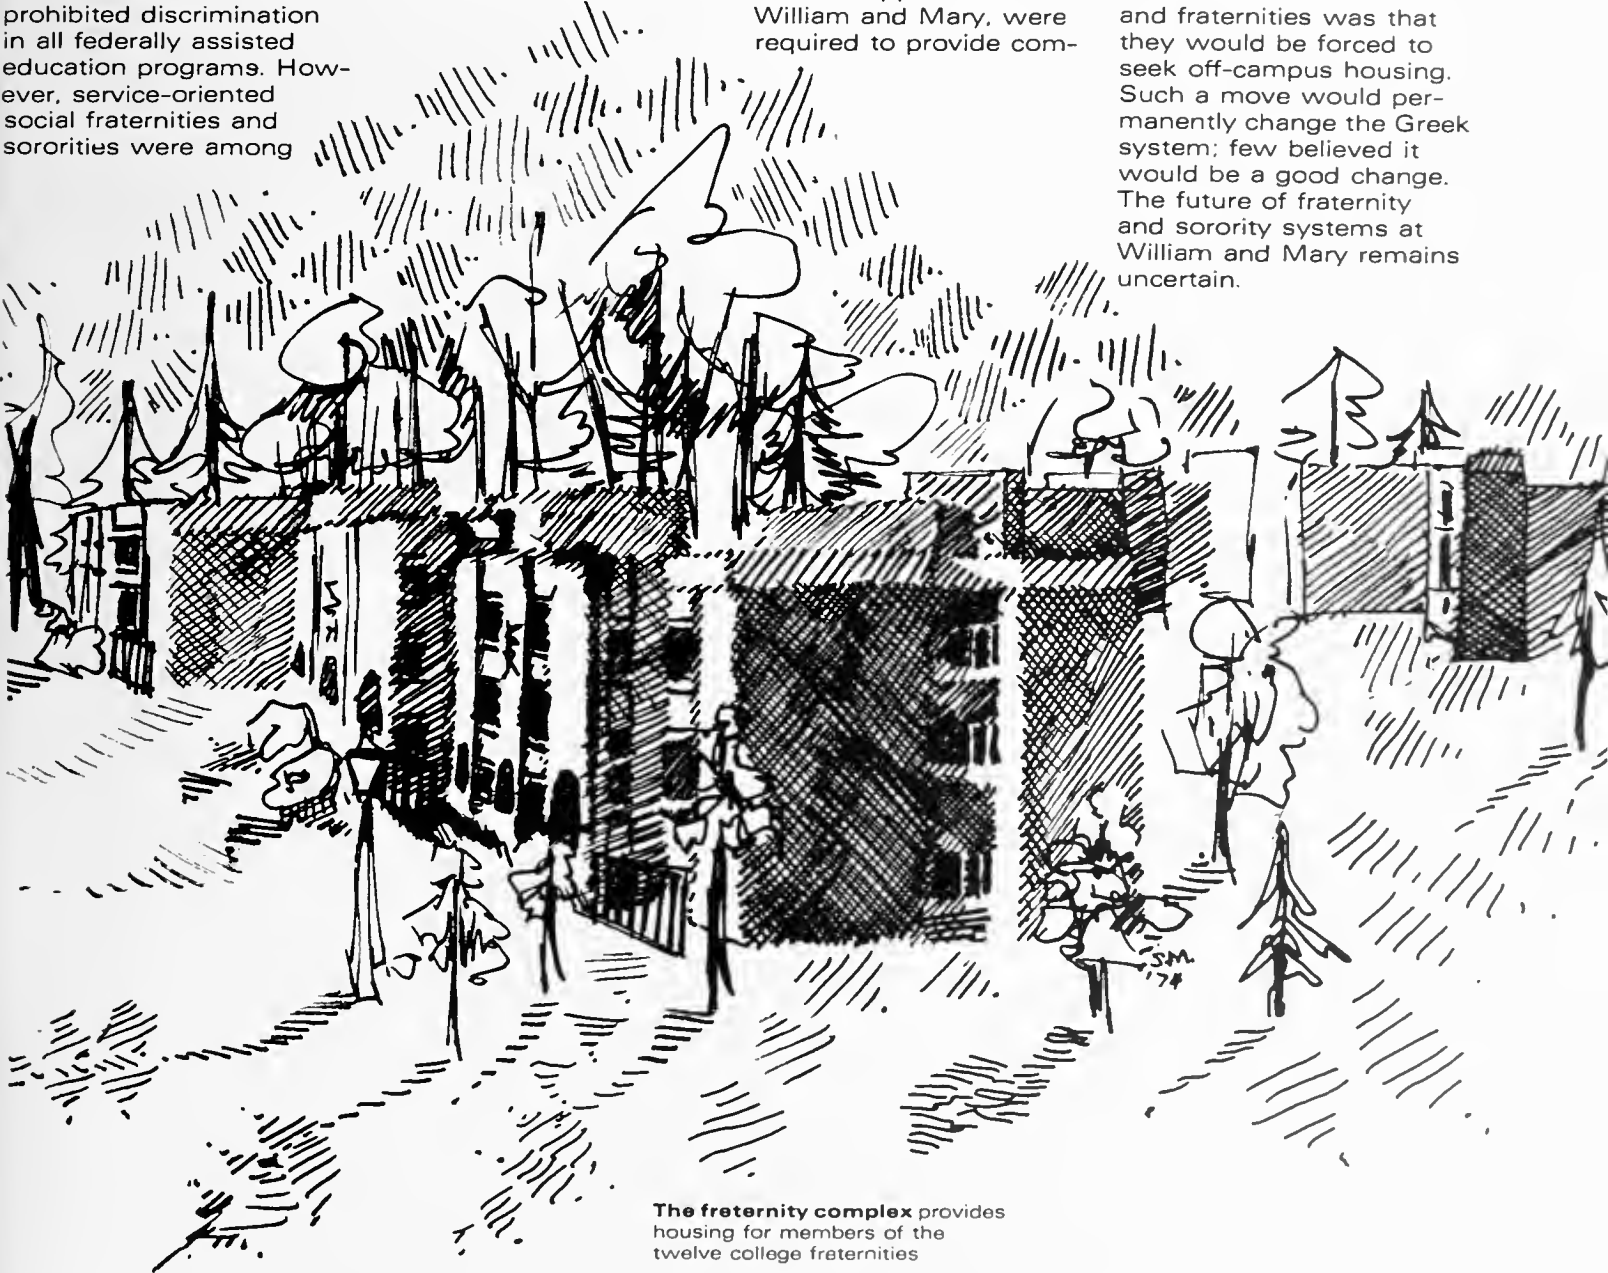 prohibited discrimination
in all federally assisted
education programs. How-
ever, service-oriented
social fraternities and
sororities were among
William and Mary, were
required to provide com-
and fraternities was that
they would be forced to
seek off-campus housing.
Such a move would per-
manently change the Greek
system; few believed it
would be a good change.
The future of fraternity
and sorority systems at
William and Mary remains
uncertain.
S.M.
'74
The freternity complex provides
housing for members of the
twelve college freternities